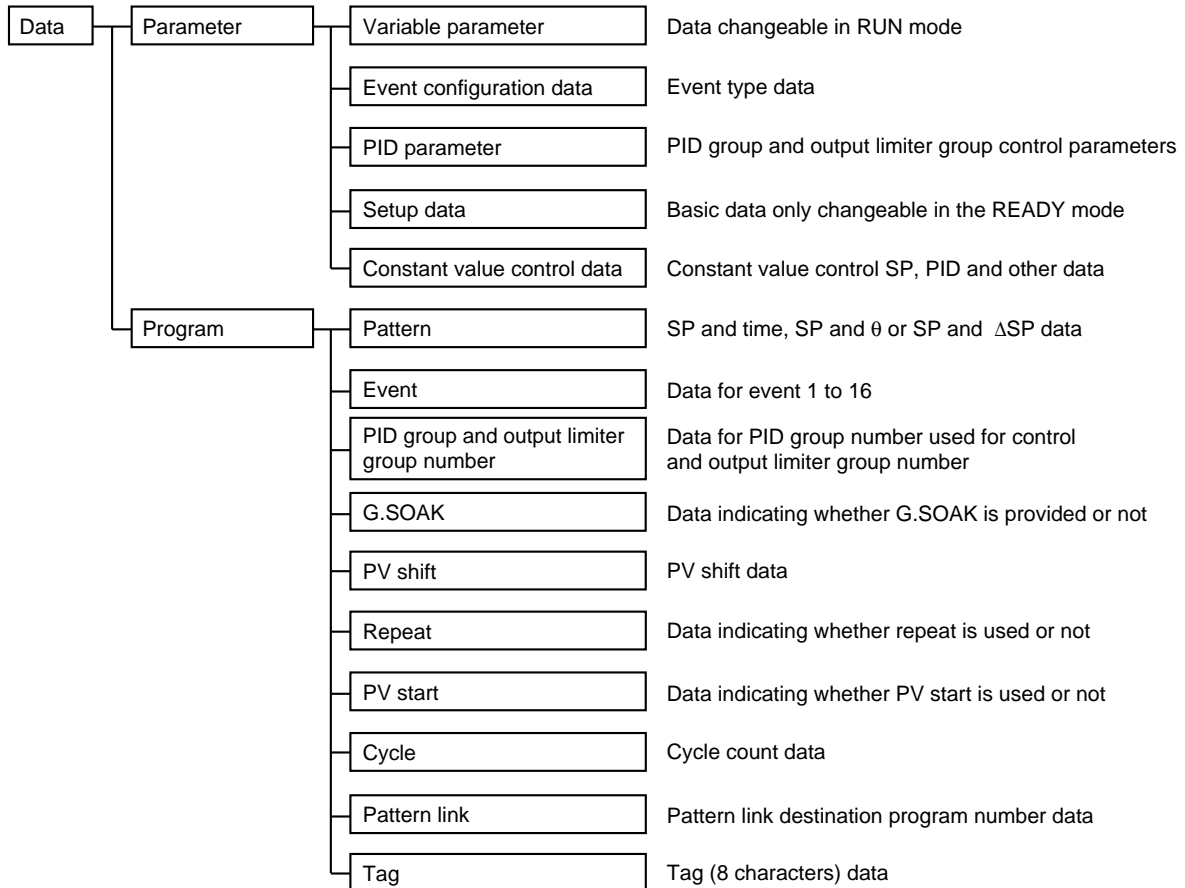 Data
Parameter
Variable parameter
Data changeable in RUN mode
Event configuration data
Event type data
PID parameter
PID group and output limiter group control parameters
Setup data
Basic data only changeable in the READY mode
Constant value control data
Constant value control SP, PID and other data
Program
Pattern
SP and time, SP and θ or SP and ΔSP data
Event
Data for event 1 to 16
PID group and output limiter
group number
Data for PID group number used for control
and output limiter group number
G.SOAK
Data indicating whether G.SOAK is provided or not
PV shift
PV shift data
Repeat
Data indicating whether repeat is used or not
PV start
Data indicating whether PV start is used or not
Cycle
Cycle count data
Pattern link
Pattern link destination program number data
Tag
Tag (8 characters) data